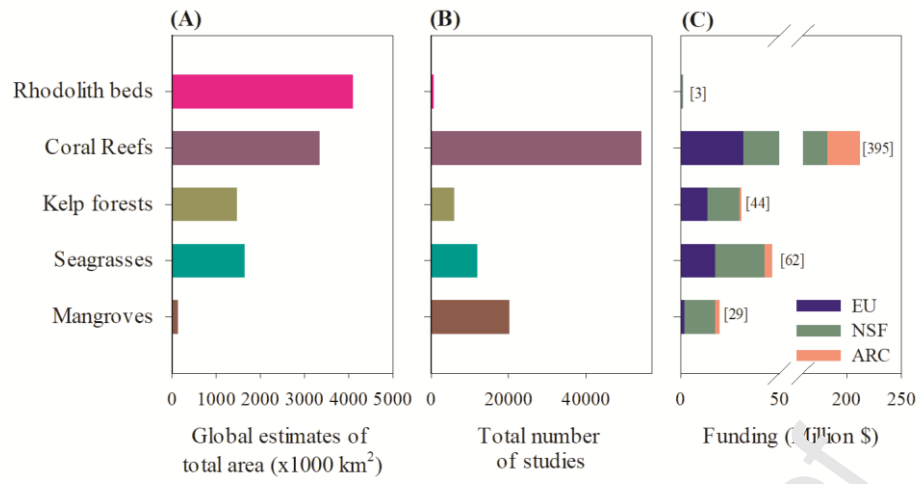 (A)
(B)
(C)
Rhodolith beds
Coral Reefs
Kelp forests
Seagrasses
Mangroves
[3]
[395]
[44]
[62]
[29]
EU
NSF
ARC
0 1000 2000 3000 4000 5000
0 20000 40000
0 50 200 250
Global estimates of
total area (x1000 km²)
Total number
of studies
Funding (Million $)